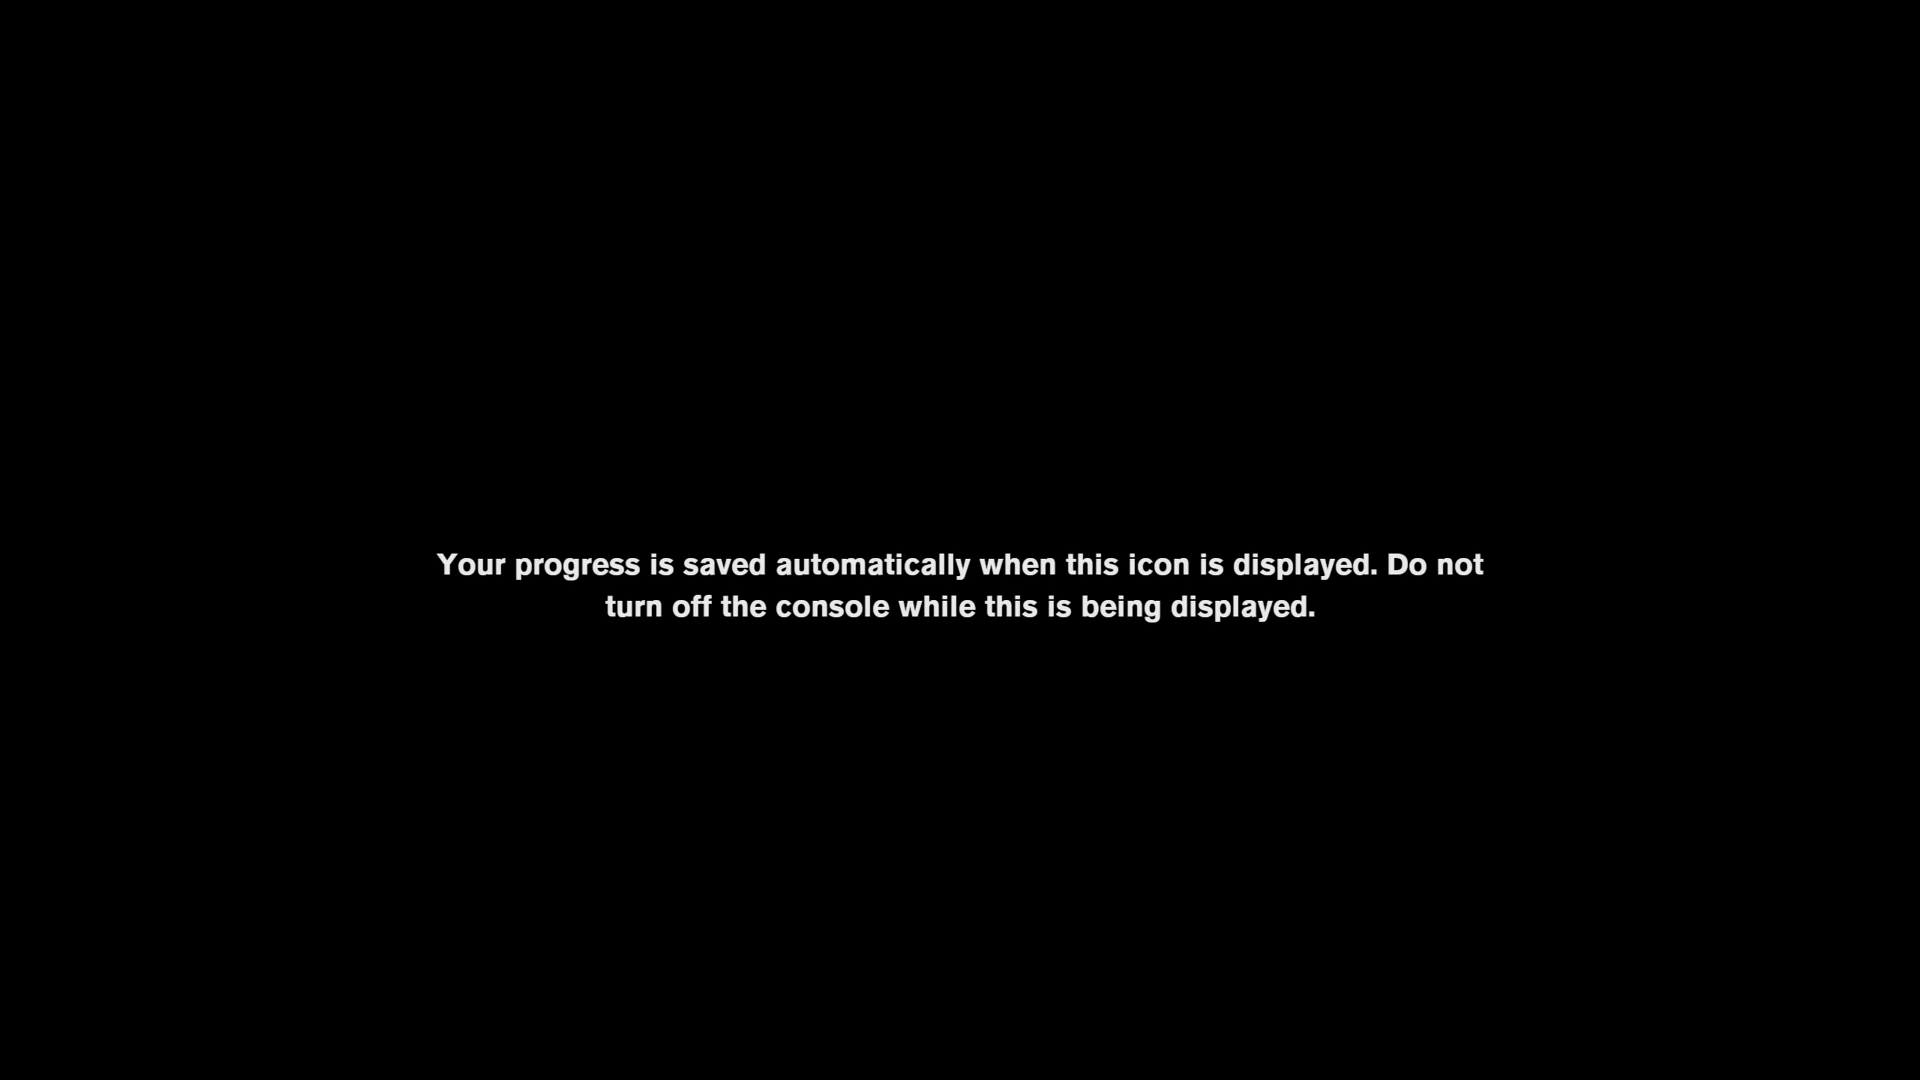 Your progress is saved automatically when this icon is displayed. Do not
turn off the console while this is being displayed.